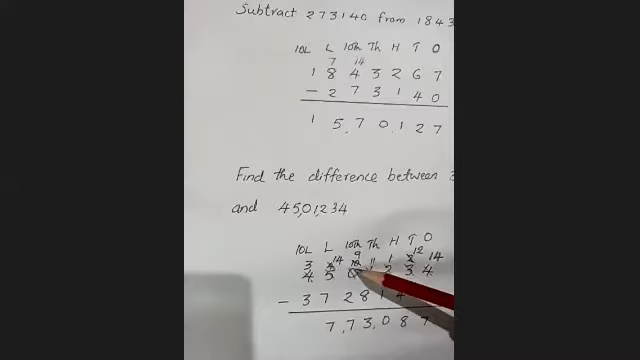 Subtract 273140 from 1843
10L L 10th Th H T O
7 14
1 8 4 3 2 6 7
- 2 7 3 1 4 0
1 5,7 0,1 2 7
Find the difference between 3
and 45,01,234
10L L 10th Th H T O
9 12
3 14 10 11 1 2 14
4 5 0 2 3 4
- 3 7 2 8 1 4
7,7 3,0 8 7